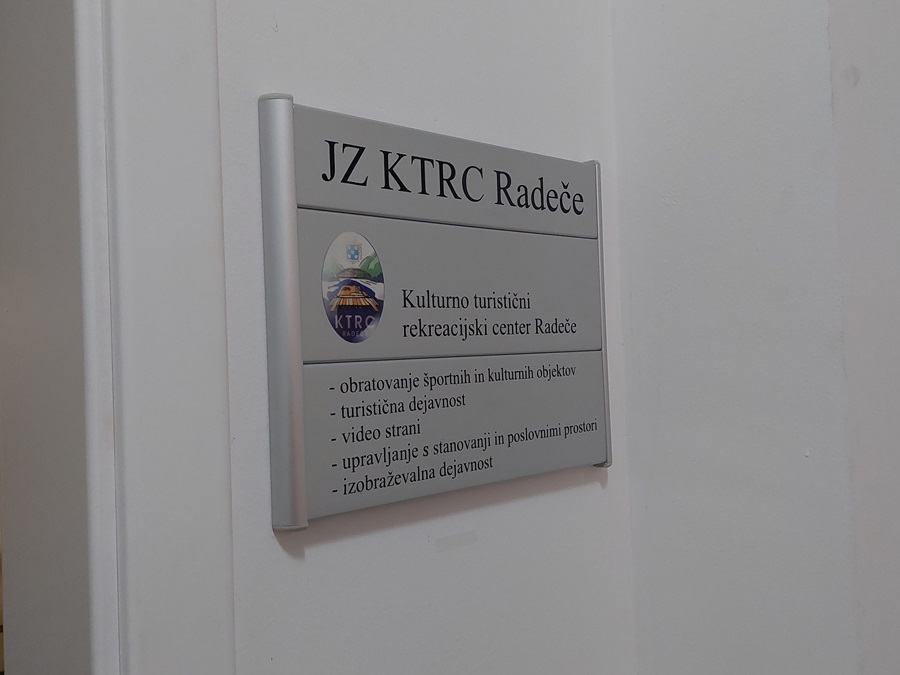 JZ KTRC Radeče
KTRC
RADEČE
Kulturno turistični
rekreacijski center Radeče
- obratovanje športnih in kulturnih objektov
- turistična dejavnost
- video strani
- upravljanje s stanovanji in poslovnimi prostori
- izobraževalna dejavnost